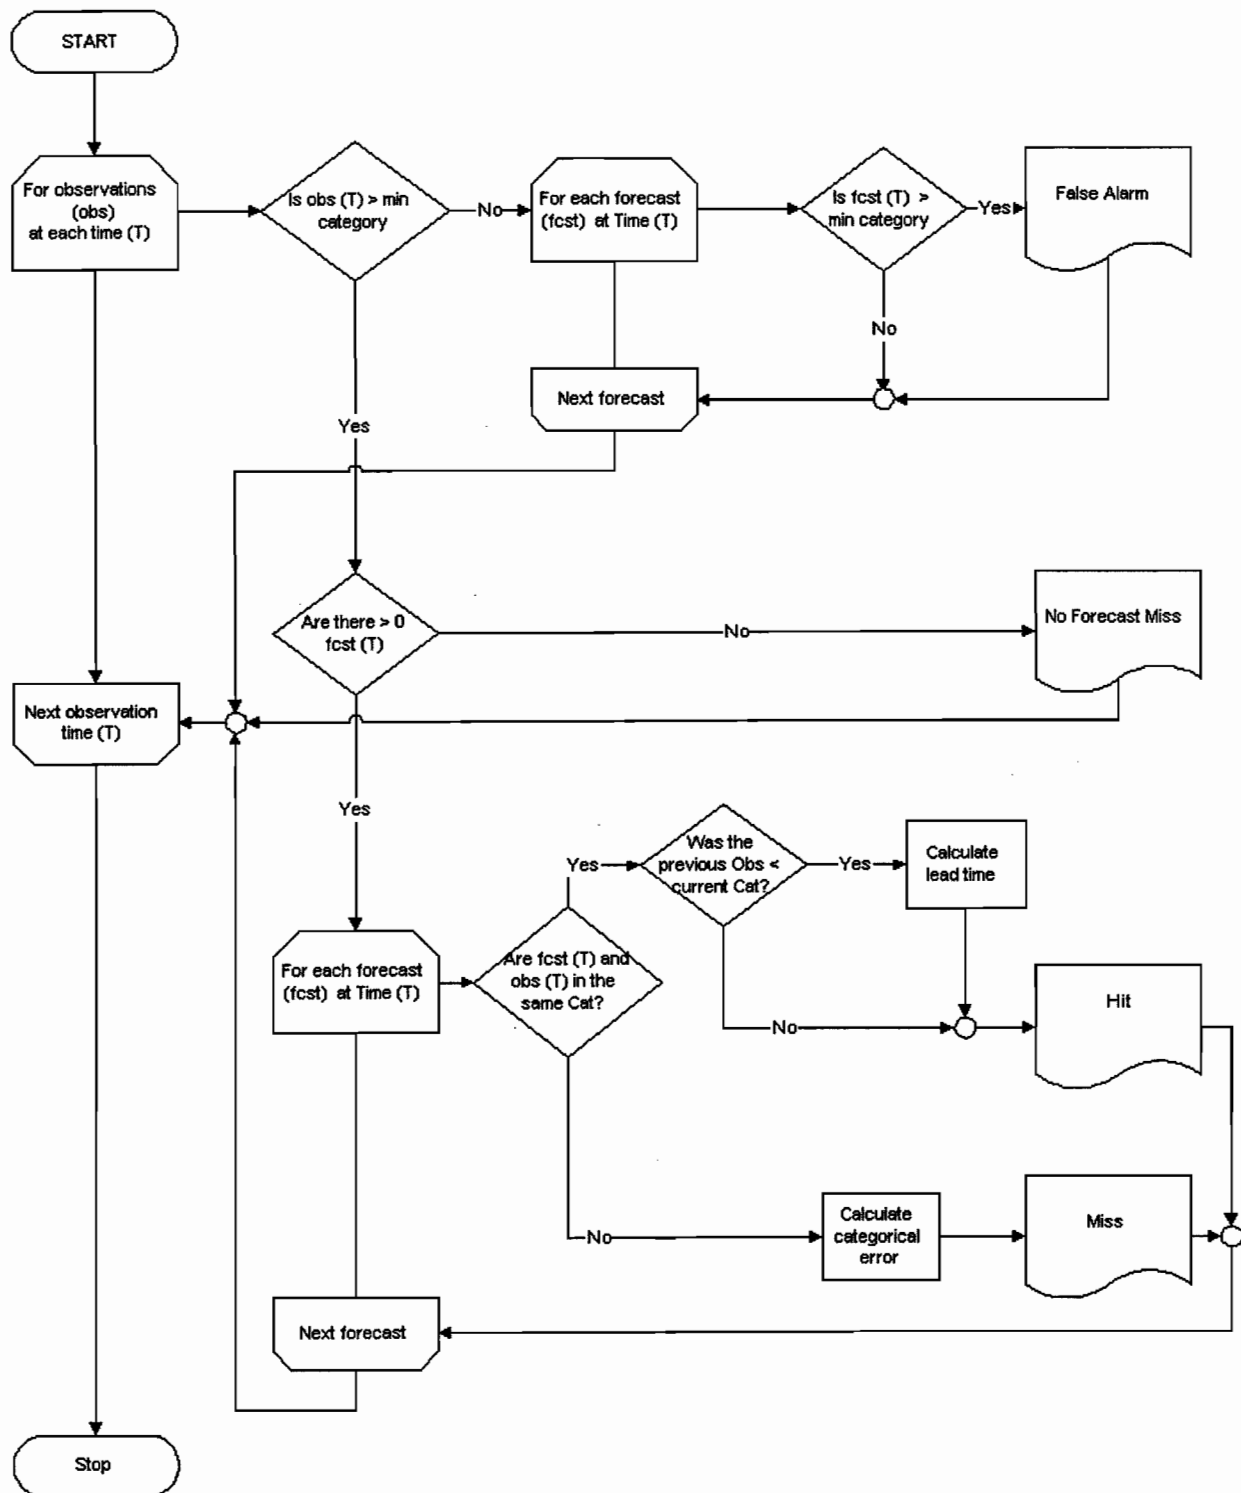 START
For observations
(obs)
at each time (T)
Is obs (T) > min
category
No
For each forecast
(fcst) at Time (T)
Is fcst (T) >
min category
Yes
False Alarm
No
Next forecast
Yes
Are there > 0
fcst (T)
No
No Forecast Miss
Next observation
time (T)
Yes
Was the
previous Obs <
current Cat?
Yes
Yes
Calculate
lead time
For each forecast
(fcst) at Time (T)
Are fcst (T) and
obs (T) in the
same Cat?
No
Hit
No
Calculate
categorical
error
Miss
Next forecast
Stop